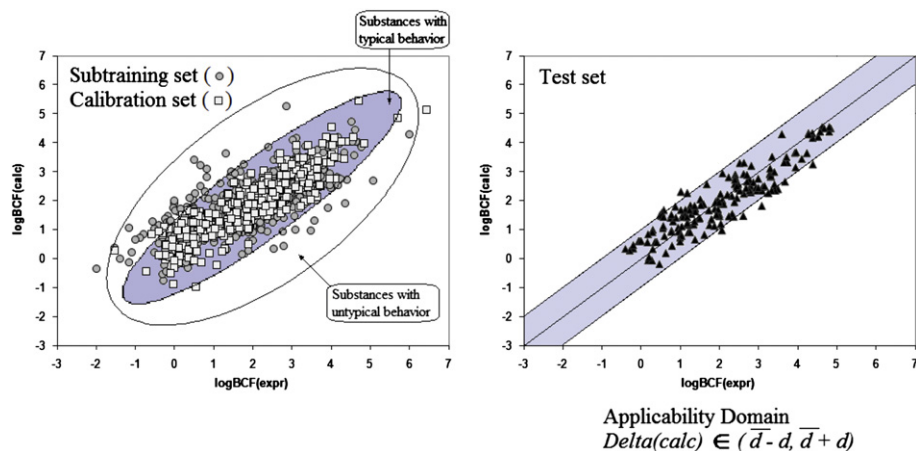 Substances with
typical behavior
Subtraining set (●)
Calibration set (□)
7
6
5
4
3
2
1
0
-1
-2
-3
logBCF(calc)
-3 -2 -1 0 1 2 3 4 5 6 7
logBCF(expr)
Substances with
untypical behavior
Test set
7
6
5
4
3
2
1
0
-1
-2
-3
logBCF(calc)
-3 -2 -1 0 1 2 3 4 5 6 7
logBCF(expr)
Applicability Domain
Delta(calc) ∈ (d̅ - d, d̅ + d)